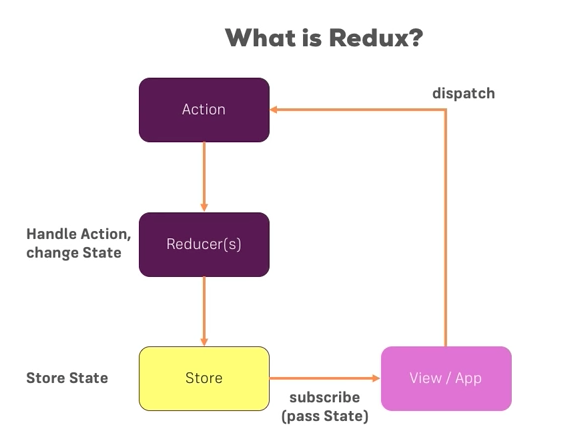 What is Redux?
dispatch
Action
Handle Action,
change State
Reducer(s)
Store State
Store
subscribe
(pass State)
View / App